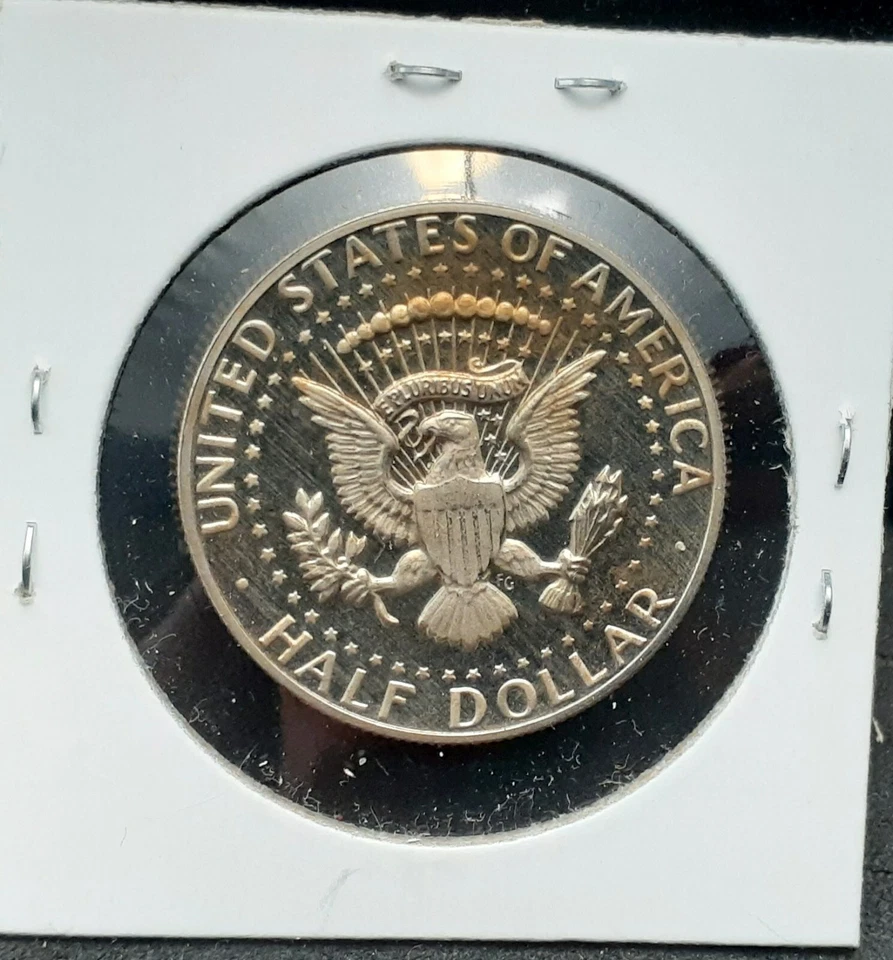 UNITED STATES OF AMERICA
E PLURIBUS UNUM
FG
HALF DOLLAR